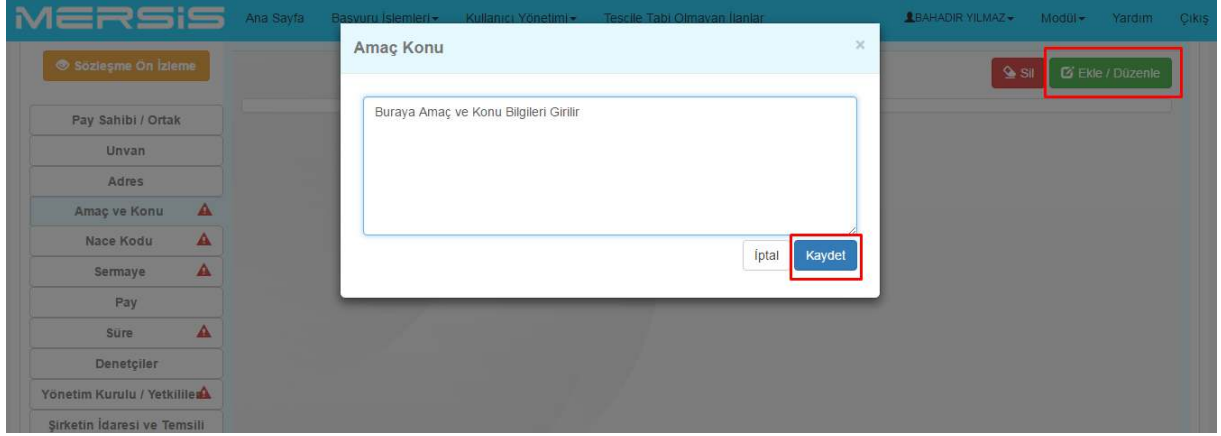 MERSiS Ana Sayfa Başvuru İşlemleri Kullanıcı Yönetimi Tescile Tabi Olmayan İlanlar BAHADIR YILMAZ Modül Yardım Çıkış
Amaç Konu ×
Sözleşme Ön İzleme
Sil Ekle / Düzenle
Buraya Amaç ve Konu Bilgileri Girilir
Pay Sahibi / Ortak
Unvan
Adres
Amaç ve Konu
Nace Kodu
İptal Kaydet
Sermaye
Pay
Süre
Denetçiler
Yönetim Kurulu / Yetkililer
Şirketin İdaresi ve Temsili